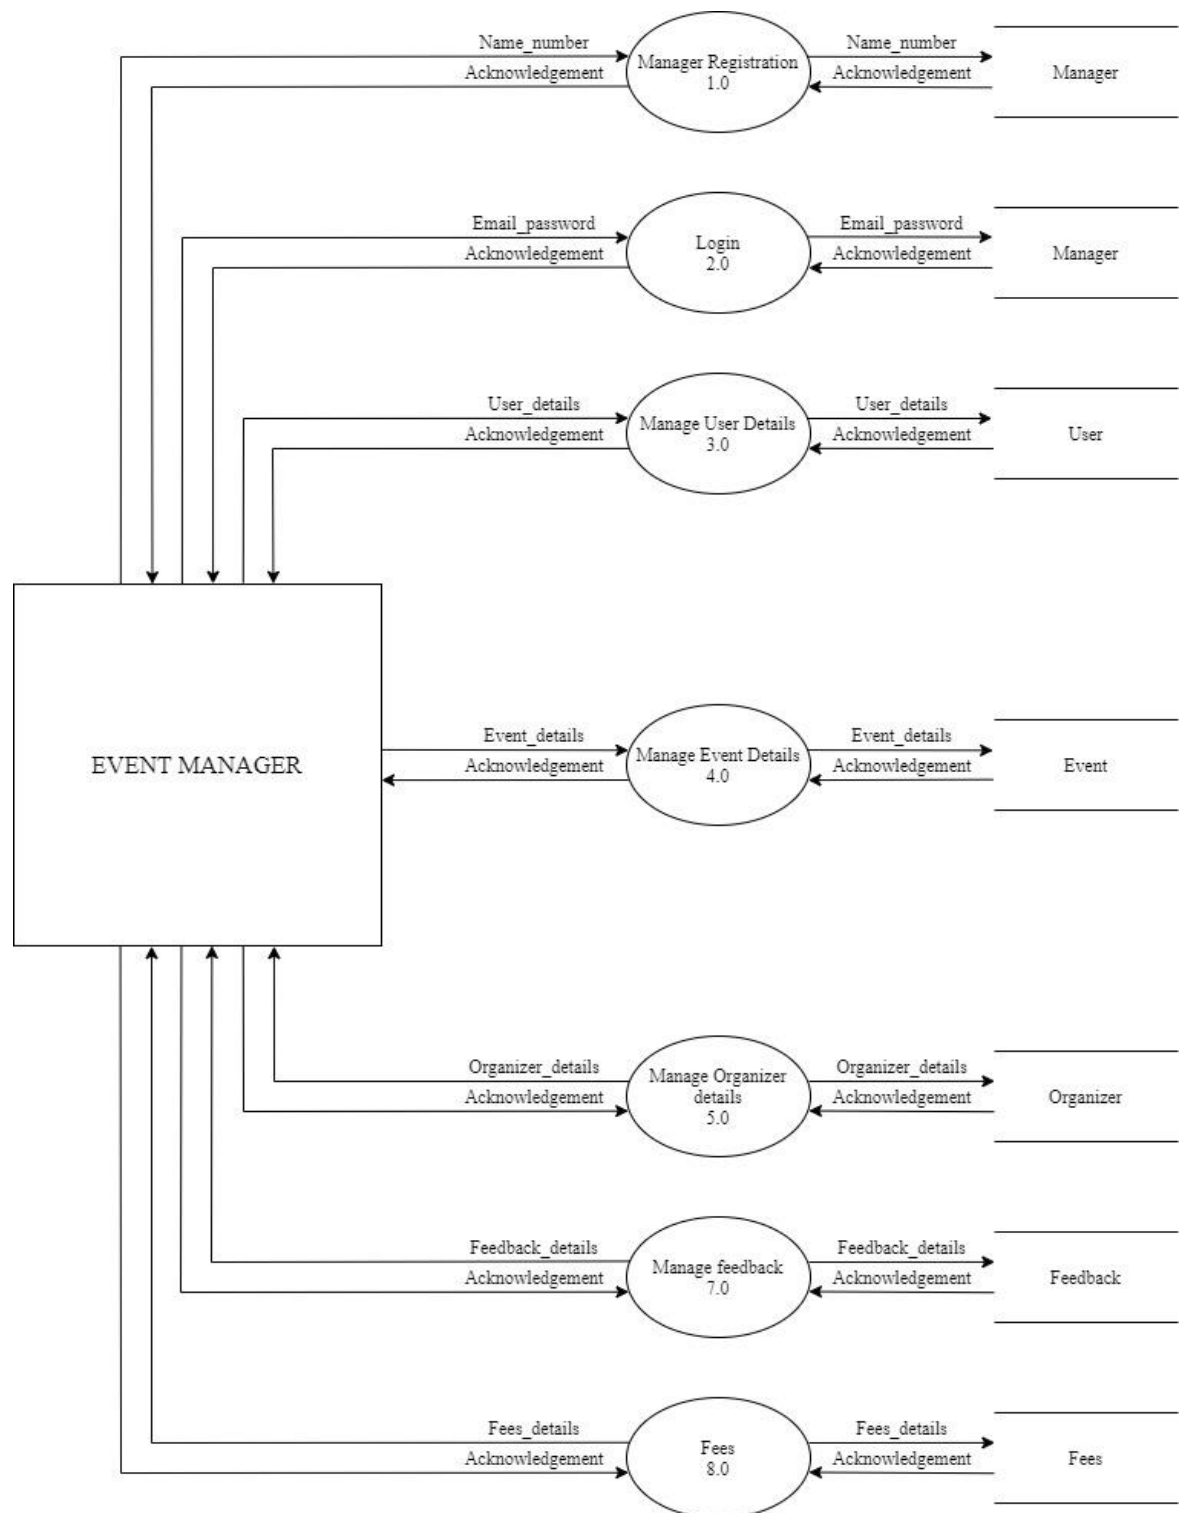 Name_number
Manager Registration
1.0
Name_number
Acknowledgement
Acknowledgement
Manager
Email_password
Login
2.0
Email_password
Acknowledgement
Acknowledgement
Manager
User_details
Manage User Details
3.0
User_details
Acknowledgement
Acknowledgement
User
EVENT MANAGER
Event_details
Manage Event Details
4.0
Event_details
Acknowledgement
Acknowledgement
Event
Organizer_details
Manage Organizer
details
5.0
Organizer_details
Acknowledgement
Acknowledgement
Organizer
Feedback_details
Manage feedback
7.0
Feedback_details
Acknowledgement
Acknowledgement
Feedback
Fees_details
Fees
8.0
Fees_details
Acknowledgement
Acknowledgement
Fees